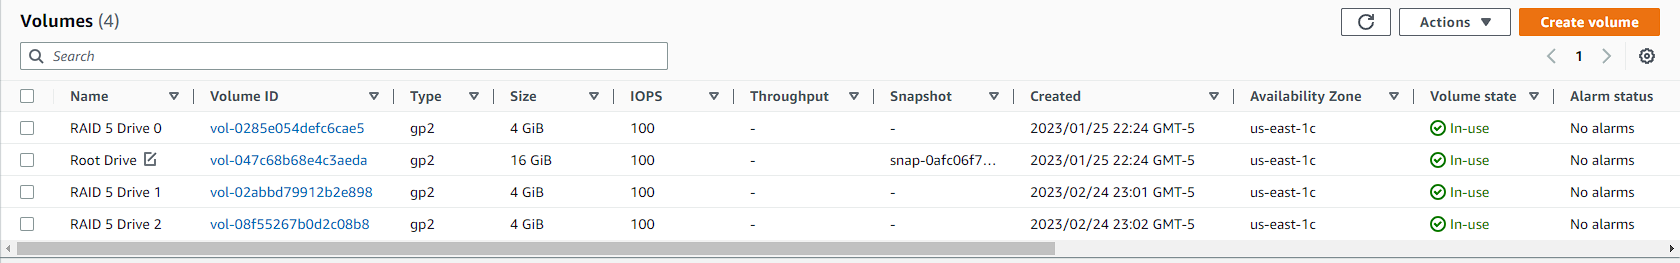 Volumes (4)
Actions
Create volume
Search
1
Name Volume ID Type Size IOPS Throughput Snapshot Created Availability Zone Volume state Alarm status
RAID 5 Drive 0 vol-0285e054defc6cae5 gp2 4 GiB 100 - - 2023/01/25 22:24 GMT-5 us-east-1c In-use No alarms
Root Drive vol-047c68b68e4c3aeda gp2 16 GiB 100 - snap-0afc06f7... 2023/01/25 22:24 GMT-5 us-east-1c In-use No alarms
RAID 5 Drive 1 vol-02abbd79912b2e898 gp2 4 GiB 100 - - 2023/02/24 23:01 GMT-5 us-east-1c In-use No alarms
RAID 5 Drive 2 vol-08f55267b0d2c08b8 gp2 4 GiB 100 - - 2023/02/24 23:02 GMT-5 us-east-1c In-use No alarms